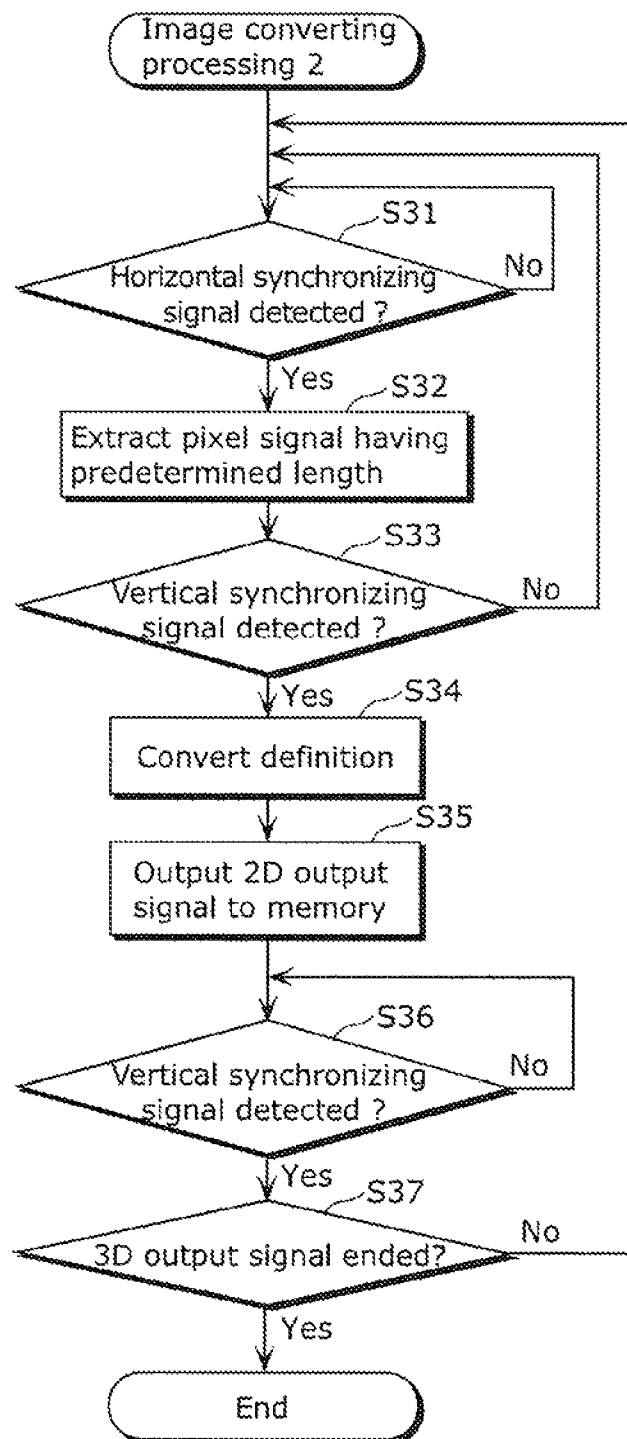 Image converting
processing 2
S31
Horizontal synchronizing
signal detected ?
No
Yes
S32
Extract pixel signal having
predetermined length
S33
Vertical synchronizing
signal detected ?
No
Yes
S34
Convert definition
S35
Output 2D output
signal to memory
S36
Vertical synchronizing
signal detected ?
No
Yes
S37
3D output signal ended?
No
Yes
End